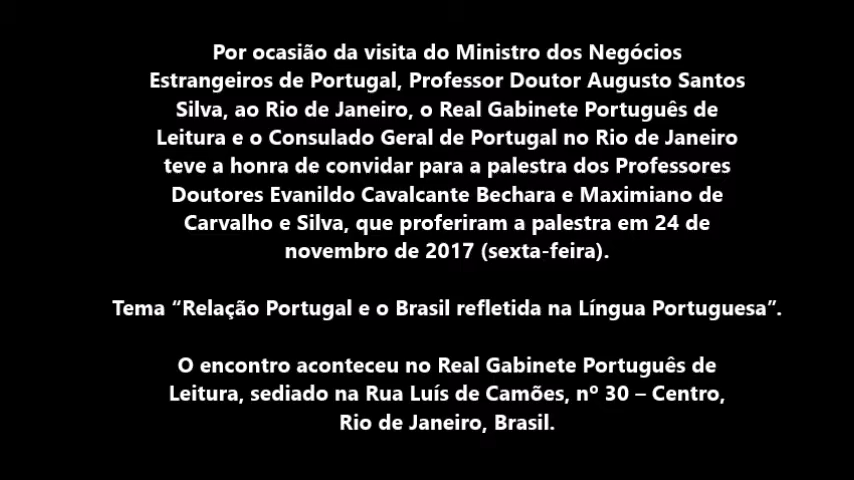 Por ocasião da visita do Ministro dos Negócios
Estrangeiros de Portugal, Professor Doutor Augusto Santos
Silva, ao Rio de Janeiro, o Real Gabinete Português de
Leitura e o Consulado Geral de Portugal no Rio de Janeiro
teve a honra de convidar para a palestra dos Professores
Doutores Evanildo Cavalcante Bechara e Maximiano de
Carvalho e Silva, que proferiram a palestra em 24 de
novembro de 2017 (sexta-feira).
Tema “Relação Portugal e o Brasil refletida na Língua Portuguesa”.
O encontro aconteceu no Real Gabinete Português de
Leitura, sediado na Rua Luís de Camões, nº 30 – Centro,
Rio de Janeiro, Brasil.